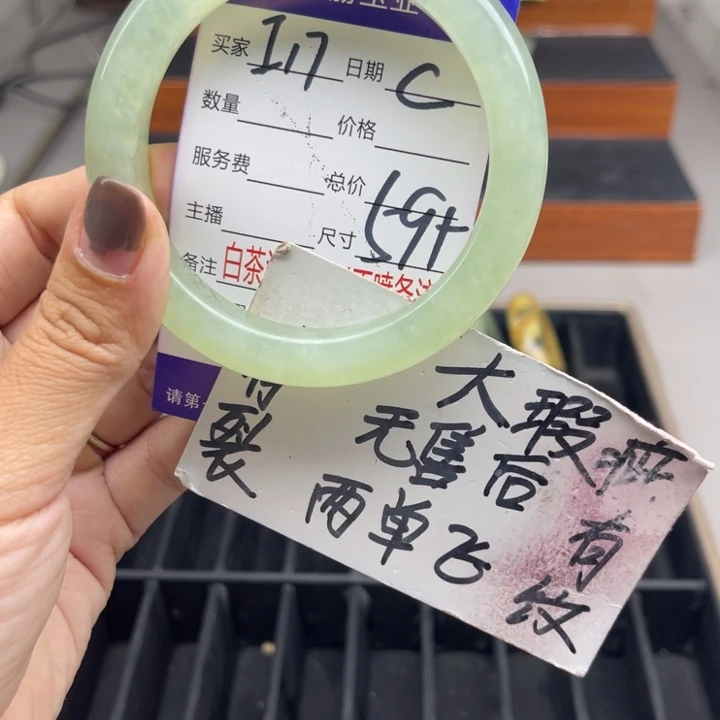 买家 日期 C
数量 价格
服务费 总价
主播 尺寸 59
备注 白茶
请第
大瑕疵有纹
无售后
两单飞
裂